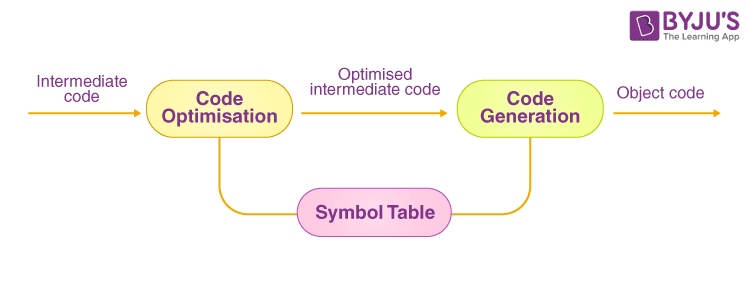 BYJU'S
The Learning App
Intermediate
code
Code
Optimisation
Optimised
intermediate code
Code
Generation
Object code
Symbol Table